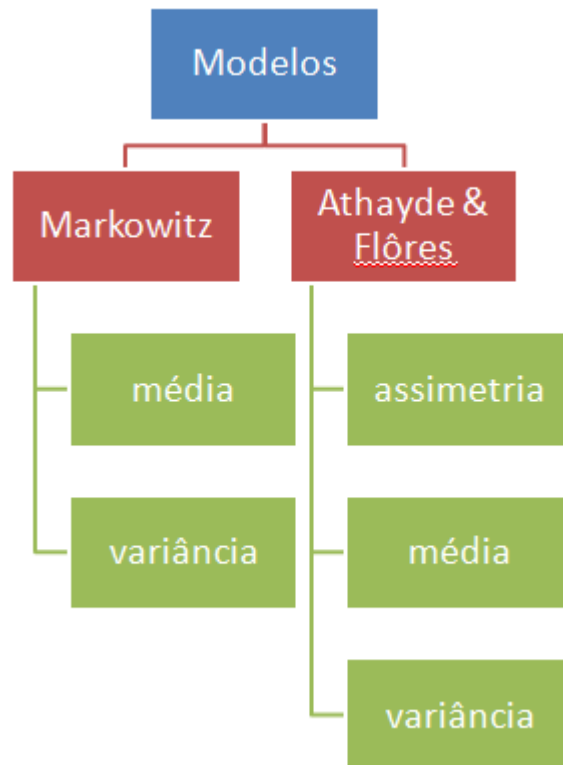 Modelos
Markowitz
Athayde &
Flôres
média
variância
assimetria
média
variância